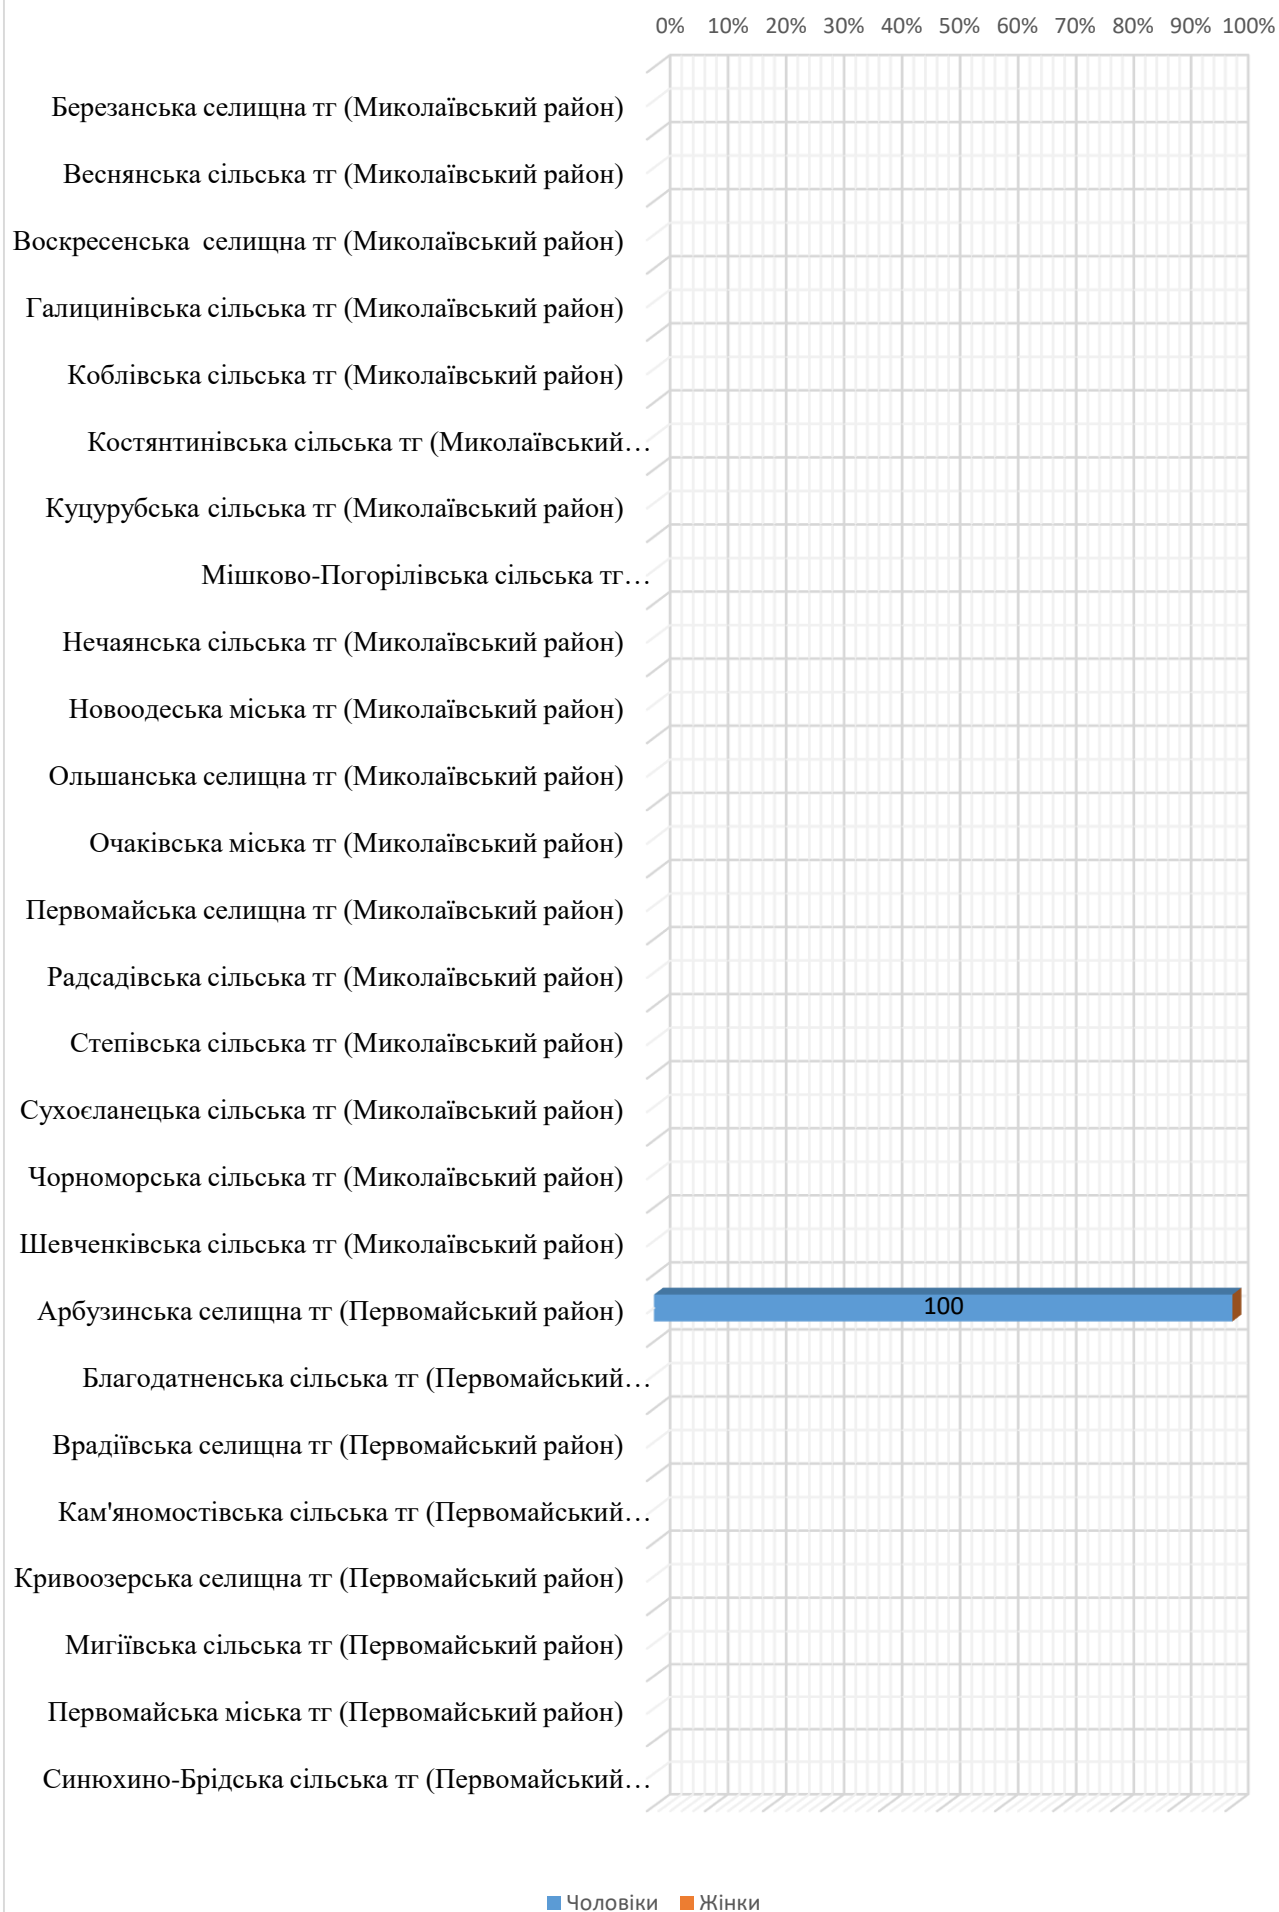 0% 10% 20% 30% 40% 50% 60% 70% 80% 90% 100%
Березанська селищна тг (Миколаївський район)
Веснянська сільська тг (Миколаївський район)
Воскресенська селищна тг (Миколаївський район)
Галицинівська сільська тг (Миколаївський район)
Коблівська сільська тг (Миколаївський район)
Костянтинівська сільська тг (Миколаївський…
Куцурубська сільська тг (Миколаївський район)
Мішково-Погорілівська сільська тг…
Нечаянська сільська тг (Миколаївський район)
Новоодеська міська тг (Миколаївський район)
Ольшанська селищна тг (Миколаївський район)
Очаківська міська тг (Миколаївський район)
Первомайська селищна тг (Миколаївський район)
Радсадівська сільська тг (Миколаївський район)
Степівська сільська тг (Миколаївський район)
Сухоєланецька сільська тг (Миколаївський район)
Чорноморська сільська тг (Миколаївський район)
Шевченківська сільська тг (Миколаївський район)
Арбузинська селищна тг (Первомайський район) 100
Благодатненська сільська тг (Первомайський…
Врадіївська селищна тг (Первомайський район)
Кам'яномостівська сільська тг (Первомайський…
Кривоозерська селищна тг (Первомайський район)
Мигіївська сільська тг (Первомайський район)
Первомайська міська тг (Первомайський район)
Синюхино-Брідська сільська тг (Первомайський…
Чоловіки Жінки